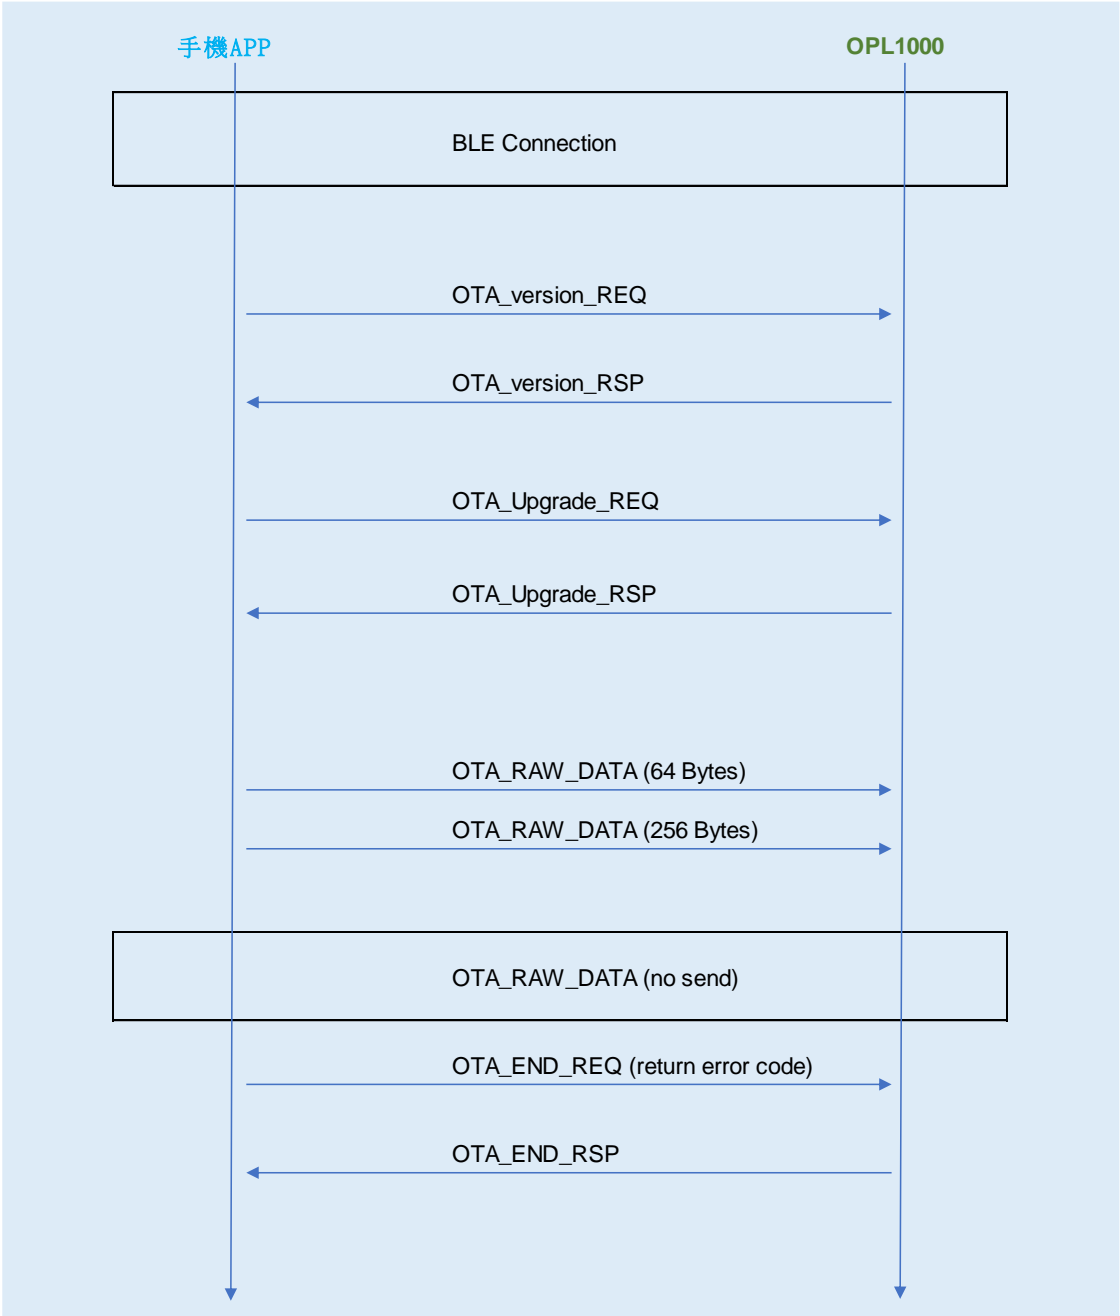 手機APP
OPL1000
BLE Connection
OTA_version_REQ
OTA_version_RSP
OTA_Upgrade_REQ
OTA_Upgrade_RSP
OTA_RAW_DATA (64 Bytes)
OTA_RAW_DATA (256 Bytes)
OTA_RAW_DATA (no send)
OTA_END_REQ (return error code)
OTA_END_RSP